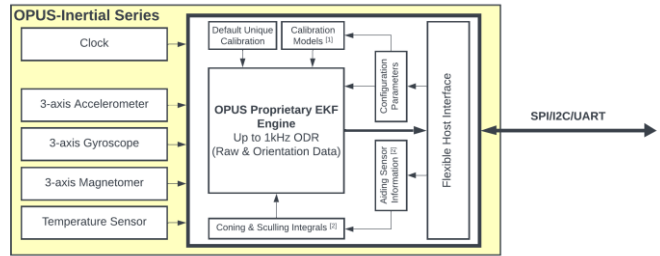 OPUS-Inertial Series
Clock
3-axis Accelerometer
3-axis Gyroscope
3-axis Magnetomer
Temperature Sensor
Default Unique
Calibration
Calibration
Models [1]
OPUS Proprietary EKF
Engine
Up to 1kHz ODR
(Raw & Orientation Data)
Coning & Sculling Integrals [2]
Configuration
Parameters
Aiding Sensor
Information [2]
Flexible Host Interface
SPI/I2C/UART